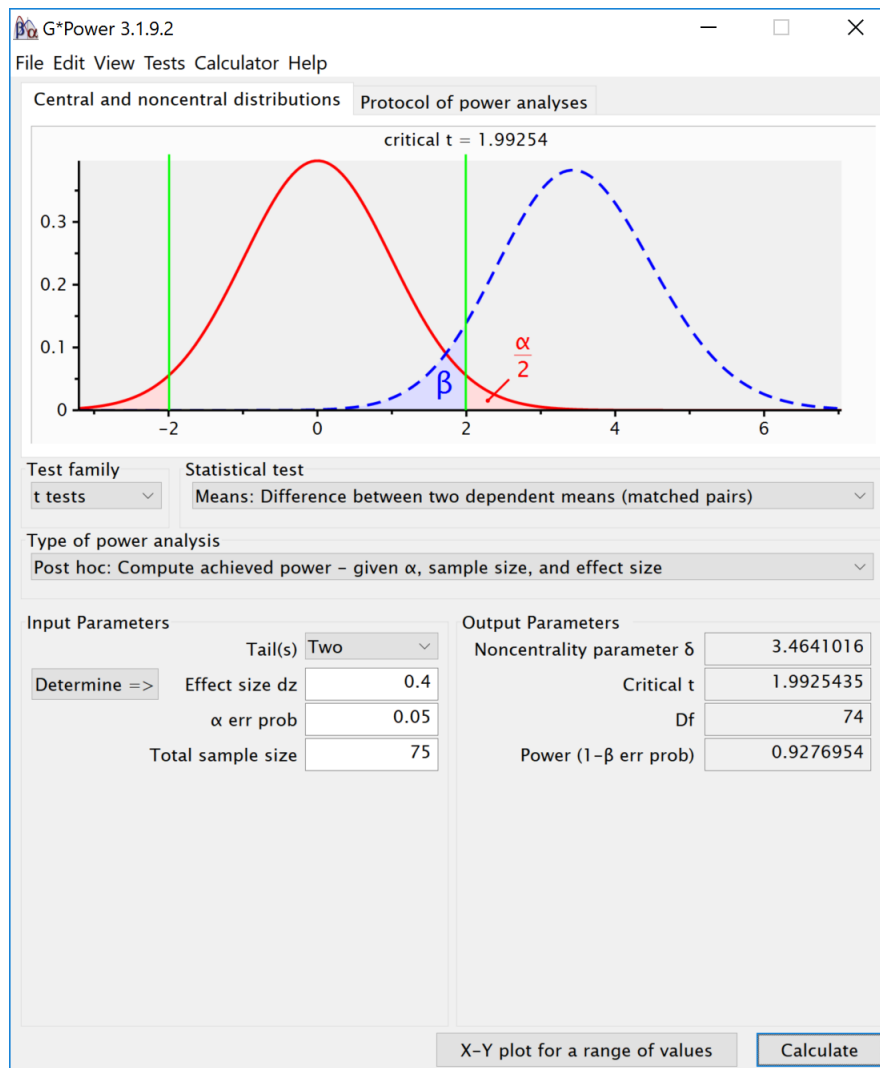 G*Power 3.1.9.2
File Edit View Tests Calculator Help
Central and noncentral distributions Protocol of power analyses
critical t = 1.99254
0.3
0.2
0.1
0
α
2
β
-2 0 2 4 6
Test family Statistical test
t tests Means: Difference between two dependent means (matched pairs)
Type of power analysis
Post hoc: Compute achieved power – given α, sample size, and effect size
Input Parameters Output Parameters
Tail(s) Two Noncentrality parameter δ 3.4641016
Determine => Effect size dz 0.4 Critical t 1.9925435
α err prob 0.05 Df 74
Total sample size 75 Power (1-β err prob) 0.9276954
X-Y plot for a range of values Calculate